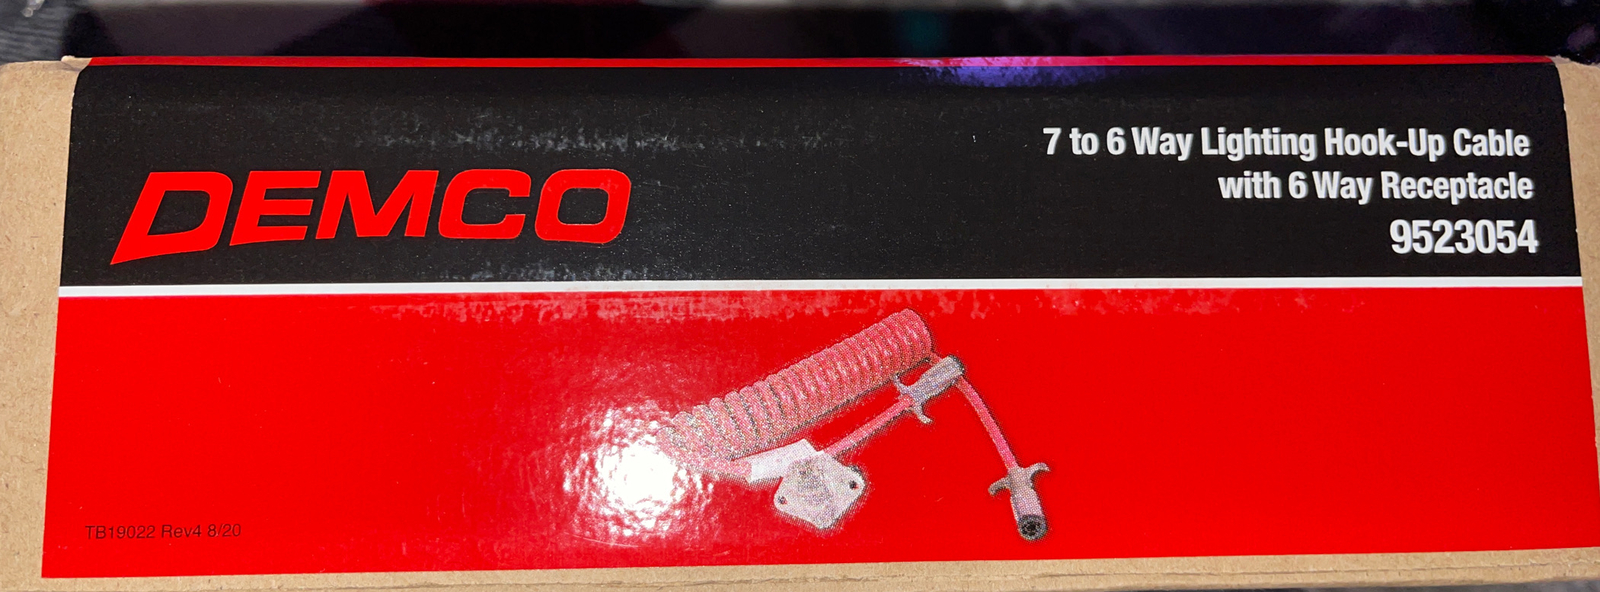 DEMCO
7 to 6 Way Lighting Hook-Up Cable
with 6 Way Receptacle
9523054
TB19022 Rev4 8/20